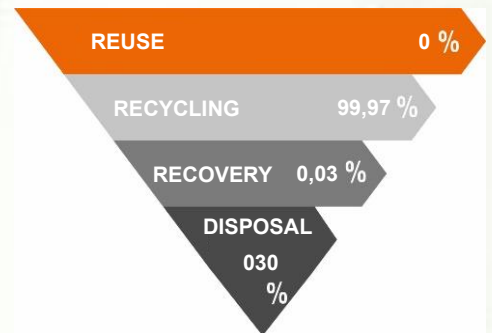 REUSE 0 %
RECYCLING 99,97 %
RECOVERY 0,03 %
DISPOSAL
030
%